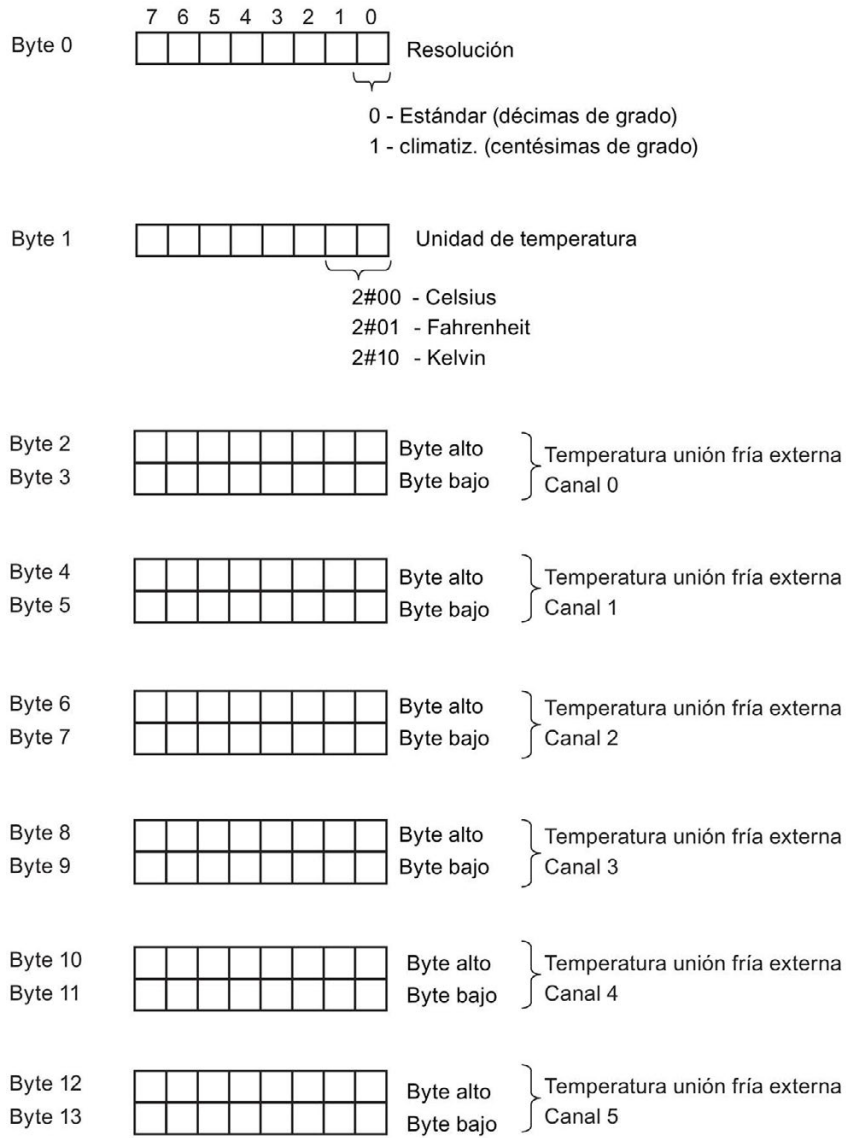 7 6 5 4 3 2 1 0
Byte 0 Resolución
0 - Estándar (décimas de grado)
1 - climatiz. (centésimas de grado)
Byte 1 Unidad de temperatura
2#00 - Celsius
2#01 - Fahrenheit
2#10 - Kelvin
Byte 2 Byte alto Temperatura unión fría externa
Byte 3 Byte bajo Canal 0
Byte 4 Byte alto Temperatura unión fría externa
Byte 5 Byte bajo Canal 1
Byte 6 Byte alto Temperatura unión fría externa
Byte 7 Byte bajo Canal 2
Byte 8 Byte alto Temperatura unión fría externa
Byte 9 Byte bajo Canal 3
Byte 10 Byte alto Temperatura unión fría externa
Byte 11 Byte bajo Canal 4
Byte 12 Byte alto Temperatura unión fría externa
Byte 13 Byte bajo Canal 5